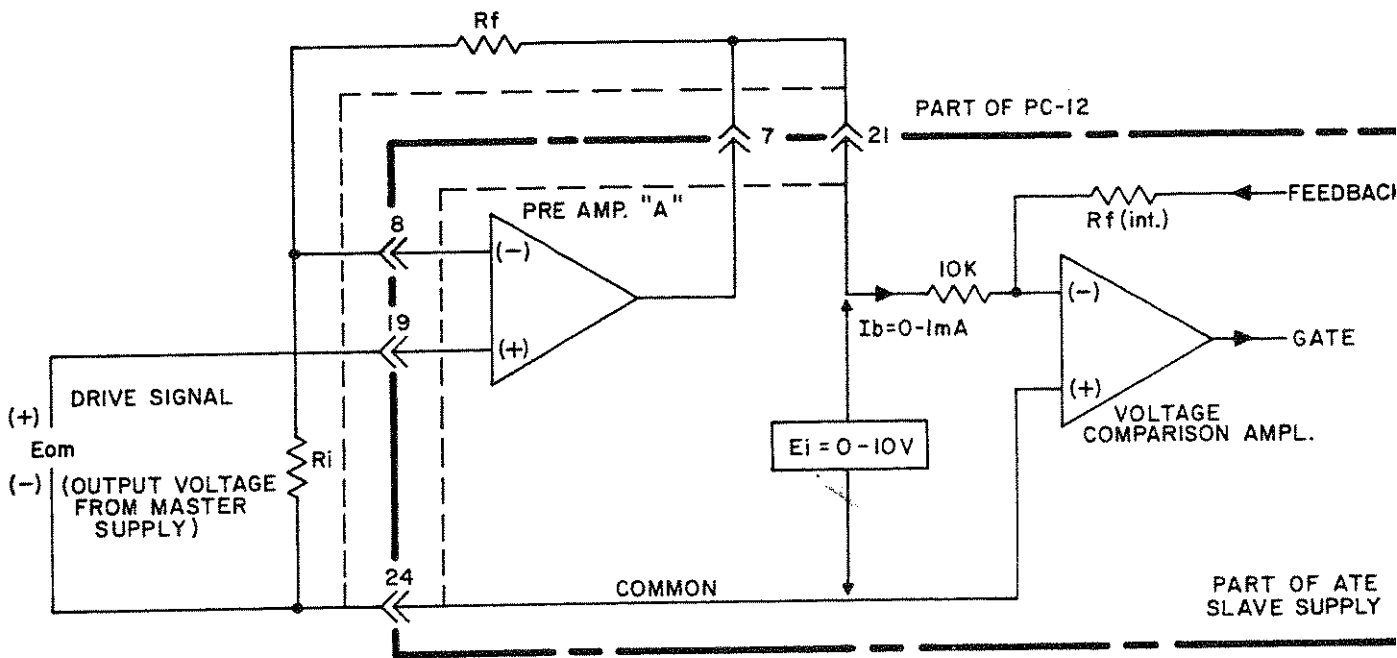 Rf
PART OF PC-12
7
21
PRE AMP. "A"
FEEDBACK
Rf (int.)
8
(-)
10K
(-)
19
Ib=0-1mA
(+)
GATE
DRIVE SIGNAL
(+)
(+)
VOLTAGE
COMPARISON AMPL.
Eom
Ri
Ei = 0-10V
(-)
(OUTPUT VOLTAGE
FROM MASTER
SUPPLY)
24
COMMON
PART OF ATE
SLAVE SUPPLY